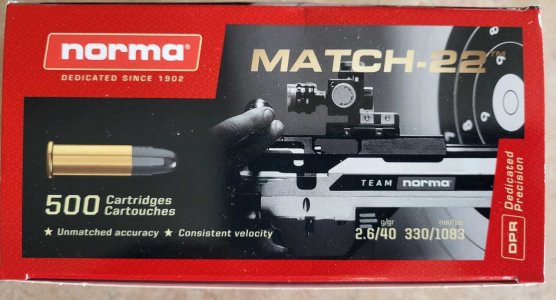 norma®
DEDICATED SINCE 1902
MATCH-22™
TEAM norma
500 Cartridges
Cartouches
★ Unmatched accuracy ★ Consistent velocity
g/gr
2.6/40
330/1083
DPR Dedicated
Precision